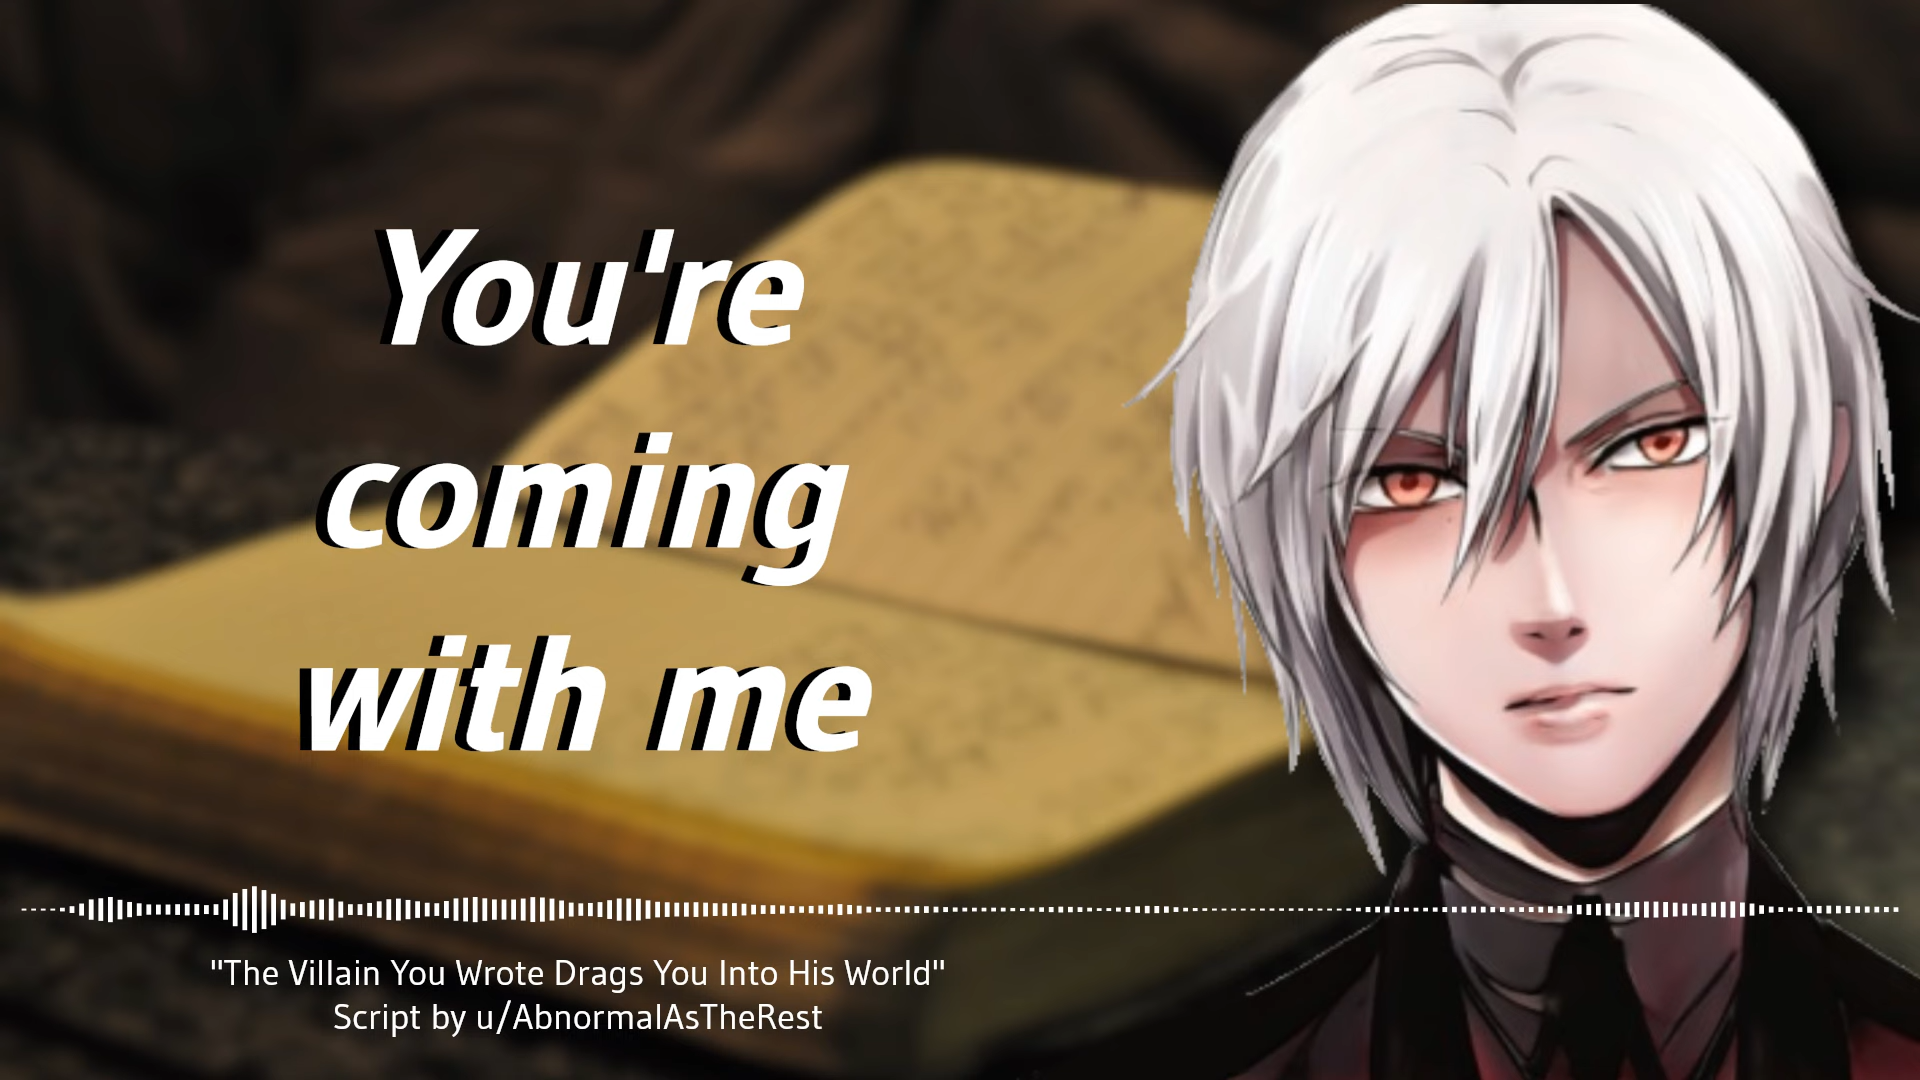 You're
coming
with me
"The Villain You Wrote Drags You Into His World"
Script by u/AbnormalAsTheRest